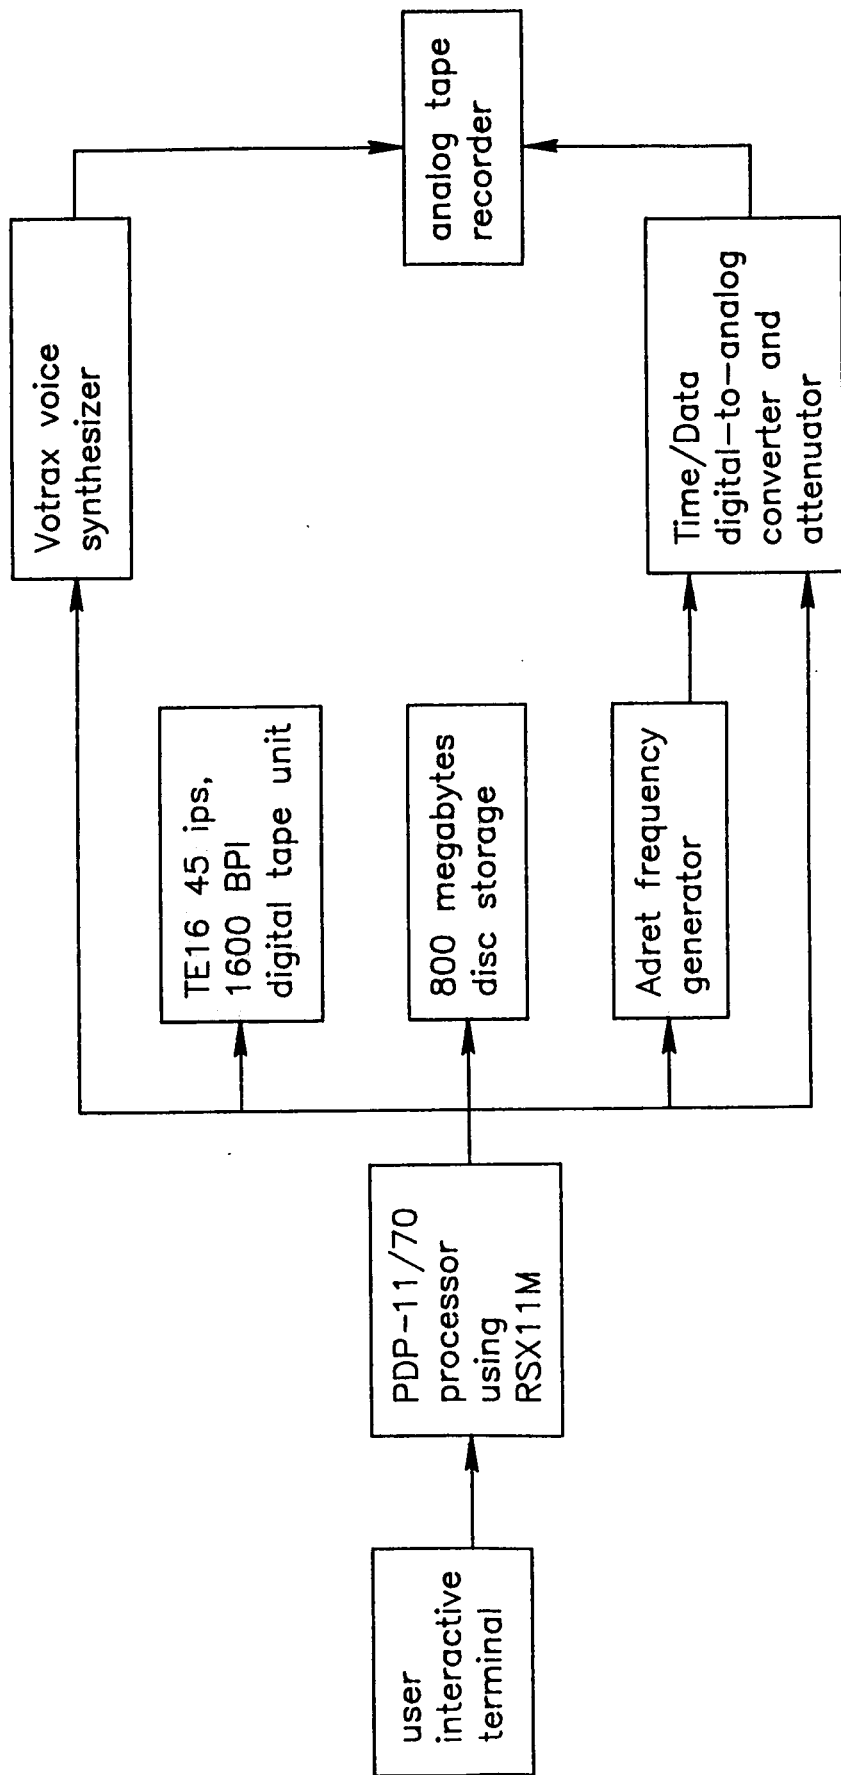 user
interactive
terminal
PDP-11/70
processor
using
RSX11M
TE16 45 ips,
1600 BPI
digital tape unit
800 megabytes
disc storage
Adret frequency
generator
Votrax voice
synthesizer
Time/Data
digital-to-analog
converter and
attenuator
analog tape
recorder